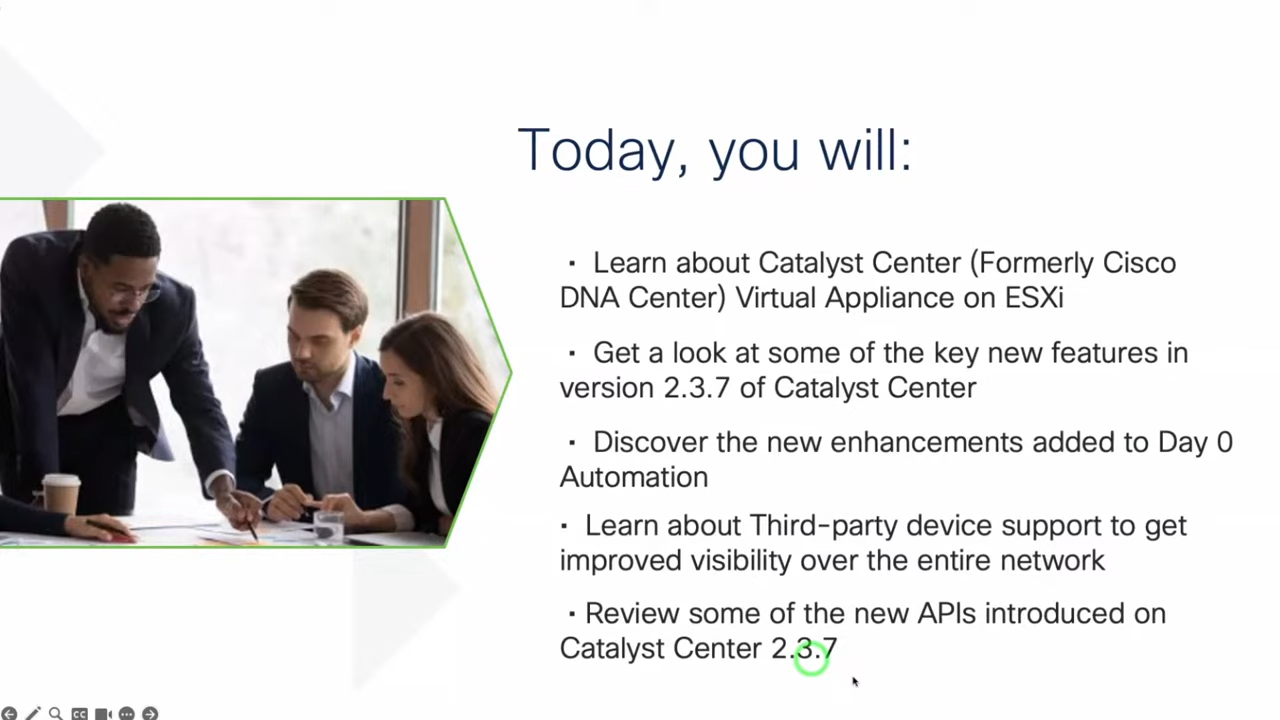 Today, you will:
· Learn about Catalyst Center (Formerly Cisco
DNA Center) Virtual Appliance on ESXi
· Get a look at some of the key new features in
version 2.3.7 of Catalyst Center
· Discover the new enhancements added to Day 0
Automation
· Learn about Third-party device support to get
improved visibility over the entire network
· Review some of the new APIs introduced on
Catalyst Center 2.3.7
CC